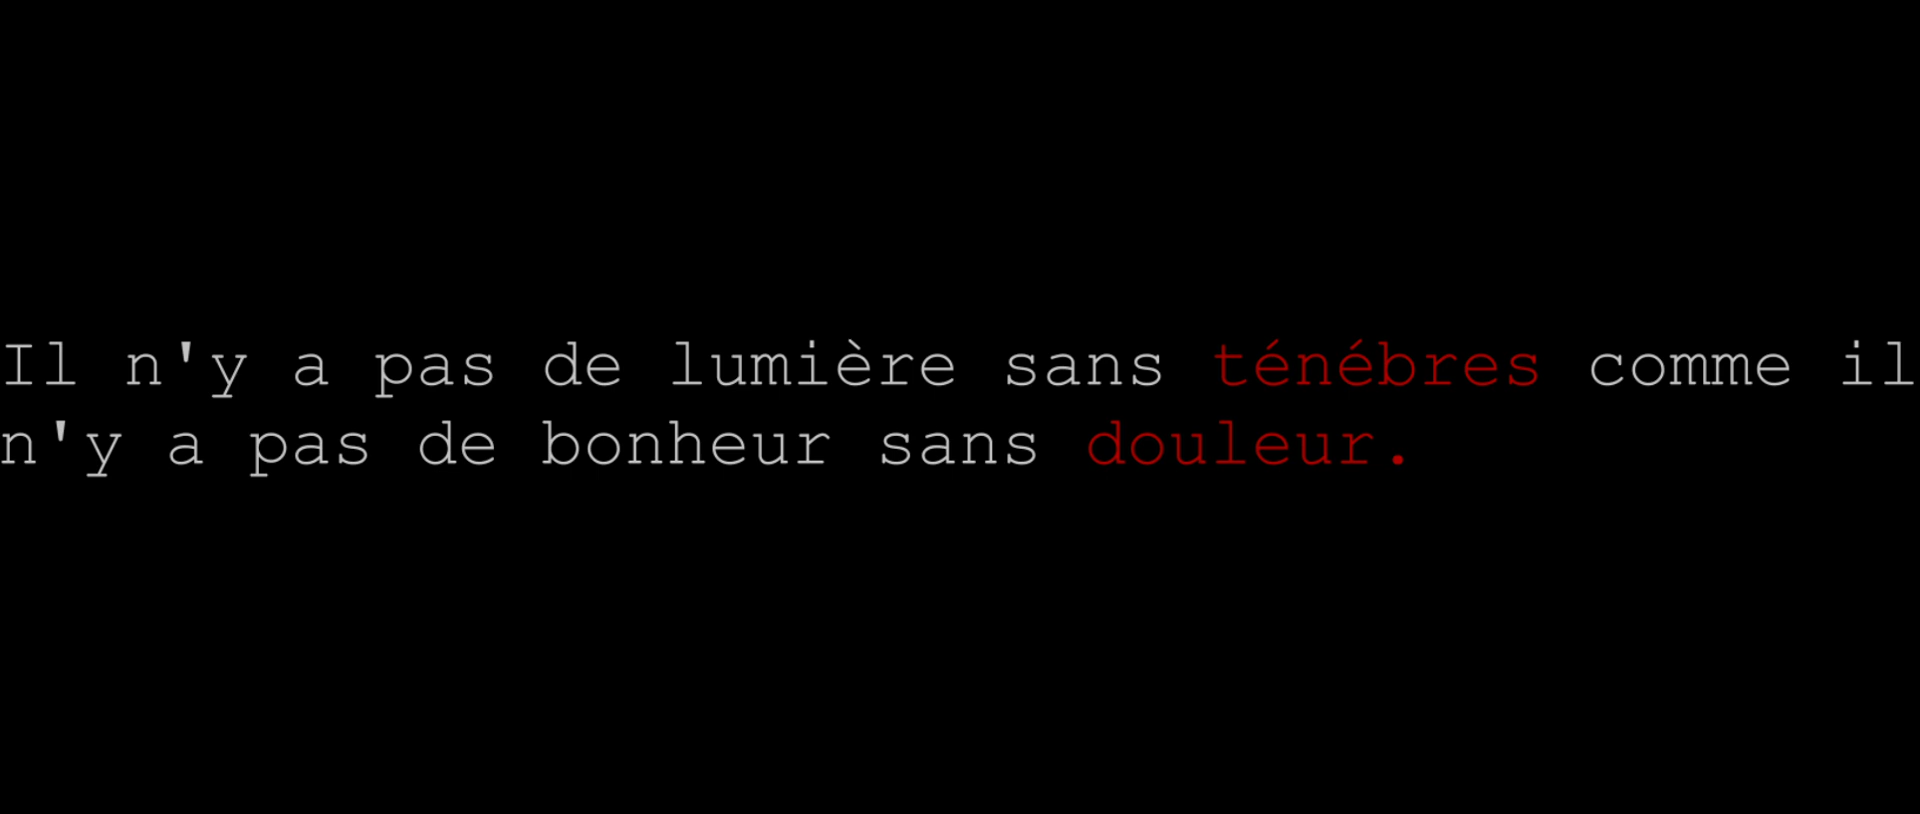 Il n'y a pas de lumière sans ténébres comme il
n'y a pas de bonheur sans douleur.